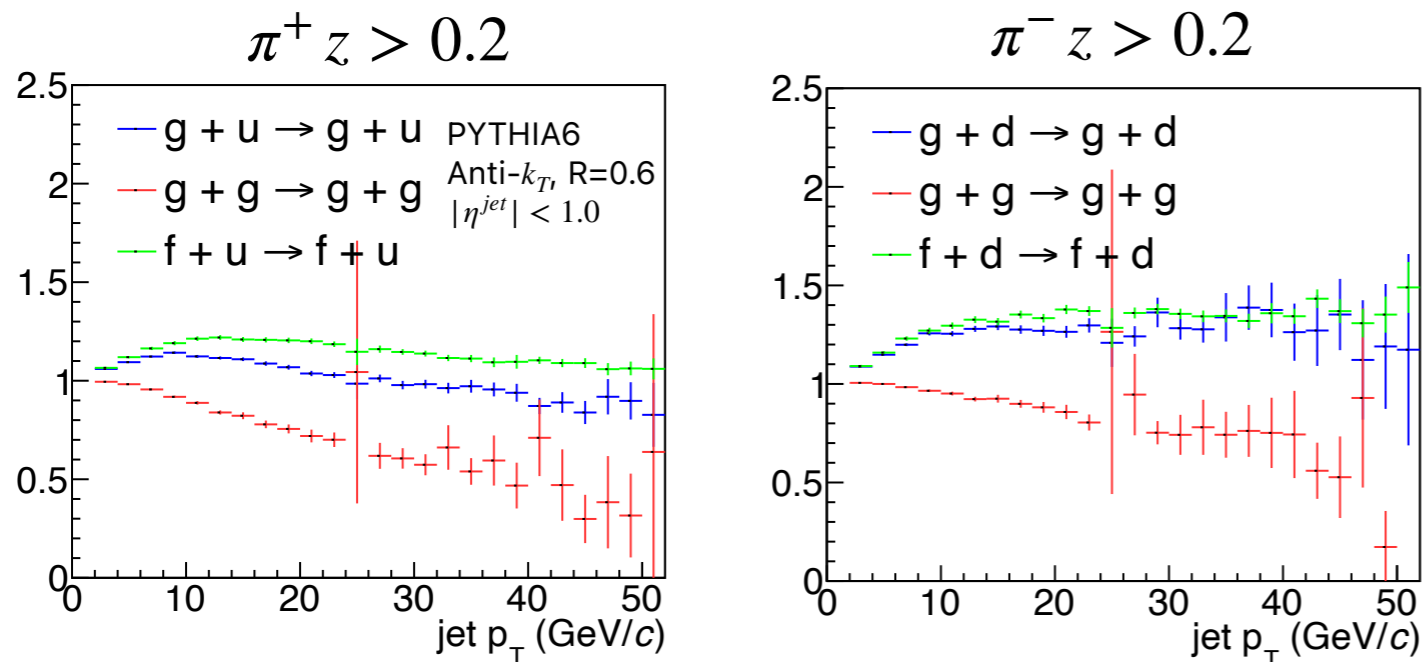 π⁺ z > 0.2
2.5
2
1.5
1
0.5
0
g + u → g + u
g + g → g + g
f + u → f + u
PYTHIA6
Anti-k_T, R=0.6
|η^{jet}| < 1.0
0 10 20 30 40 50
jet p_T (GeV/c)
π⁻ z > 0.2
2.5
2
1.5
1
0.5
0
g + d → g + d
g + g → g + g
f + d → f + d
0 10 20 30 40 50
jet p_T (GeV/c)